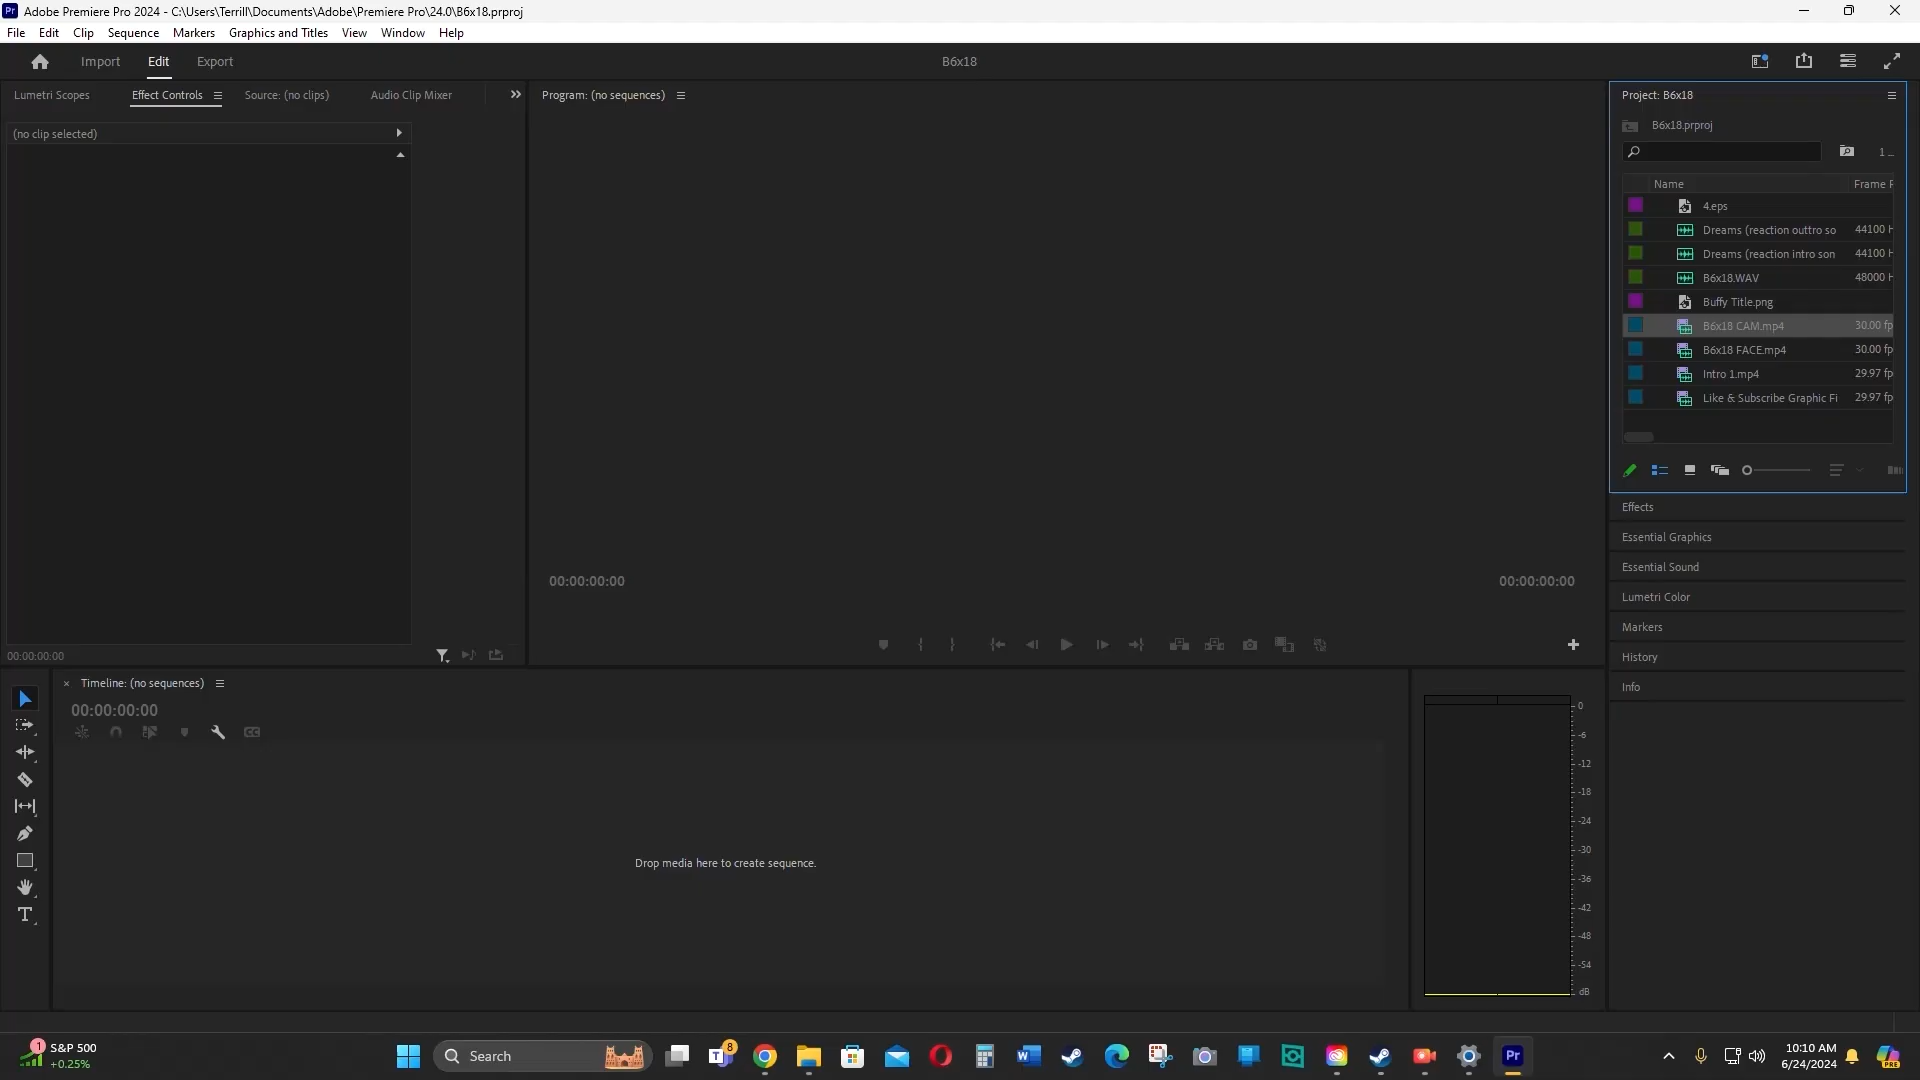 Adobe Premiere Pro 2024 - C:\Users\Terrill\Documents\Adobe\Premiere Pro\24.0\B6x18.prproj
File Edit Clip Sequence Markers Graphics and Titles View Window Help
Import Edit Export B6x18
Lumetri Scopes Effect Controls Source: (no clips) Audio Clip Mixer
Program: (no sequences)
Project: B6x18
B6x18.prproj
(no clip selected)
1 ...
Name Frame
4.eps
Dreams (reaction outtro so 44100
Dreams (reaction intro son 44100
B6x18.WAV 48000
Buffy Title.png
B6x18 CAM.mp4 30.00 fp
B6x18 FACE.mp4 30.00 fp
Intro 1.mp4 29.97 fp
Like & Subscribe Graphic Fi 29.97 fp
Effects
Essential Graphics
Essential Sound
Lumetri Color
Markers
History
Info
00:00:00:00 00:00:00:00
00:00:00:00
Timeline: (no sequences)
00:00:00:00
CC
Drop media here to create sequence.
0
-6
-12
-18
-24
-30
-36
-42
-48
-54
dB
1
S&P 500
+0.25%
Search
8
Pr
10:10 AM
6/24/2024
PRE